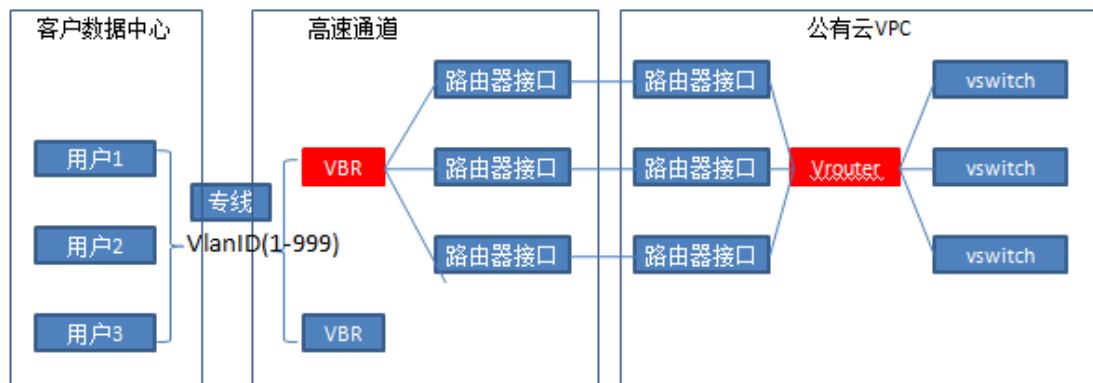 客户数据中心
高速通道
公有云VPC
用户1
用户2
用户3
专线
VlanID(1-999)
VBR
VBR
路由器接口
路由器接口
路由器接口
路由器接口
路由器接口
路由器接口
Vrouter
vswitch
vswitch
vswitch